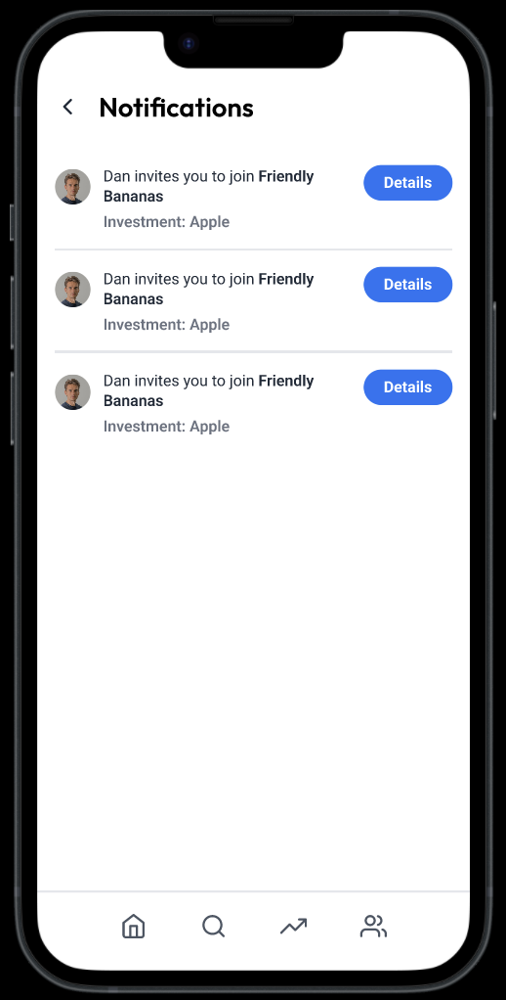 Notifications
Dan invites you to join Friendly
Bananas
Investment: Apple
Details
Dan invites you to join Friendly
Bananas
Investment: Apple
Details
Dan invites you to join Friendly
Bananas
Investment: Apple
Details